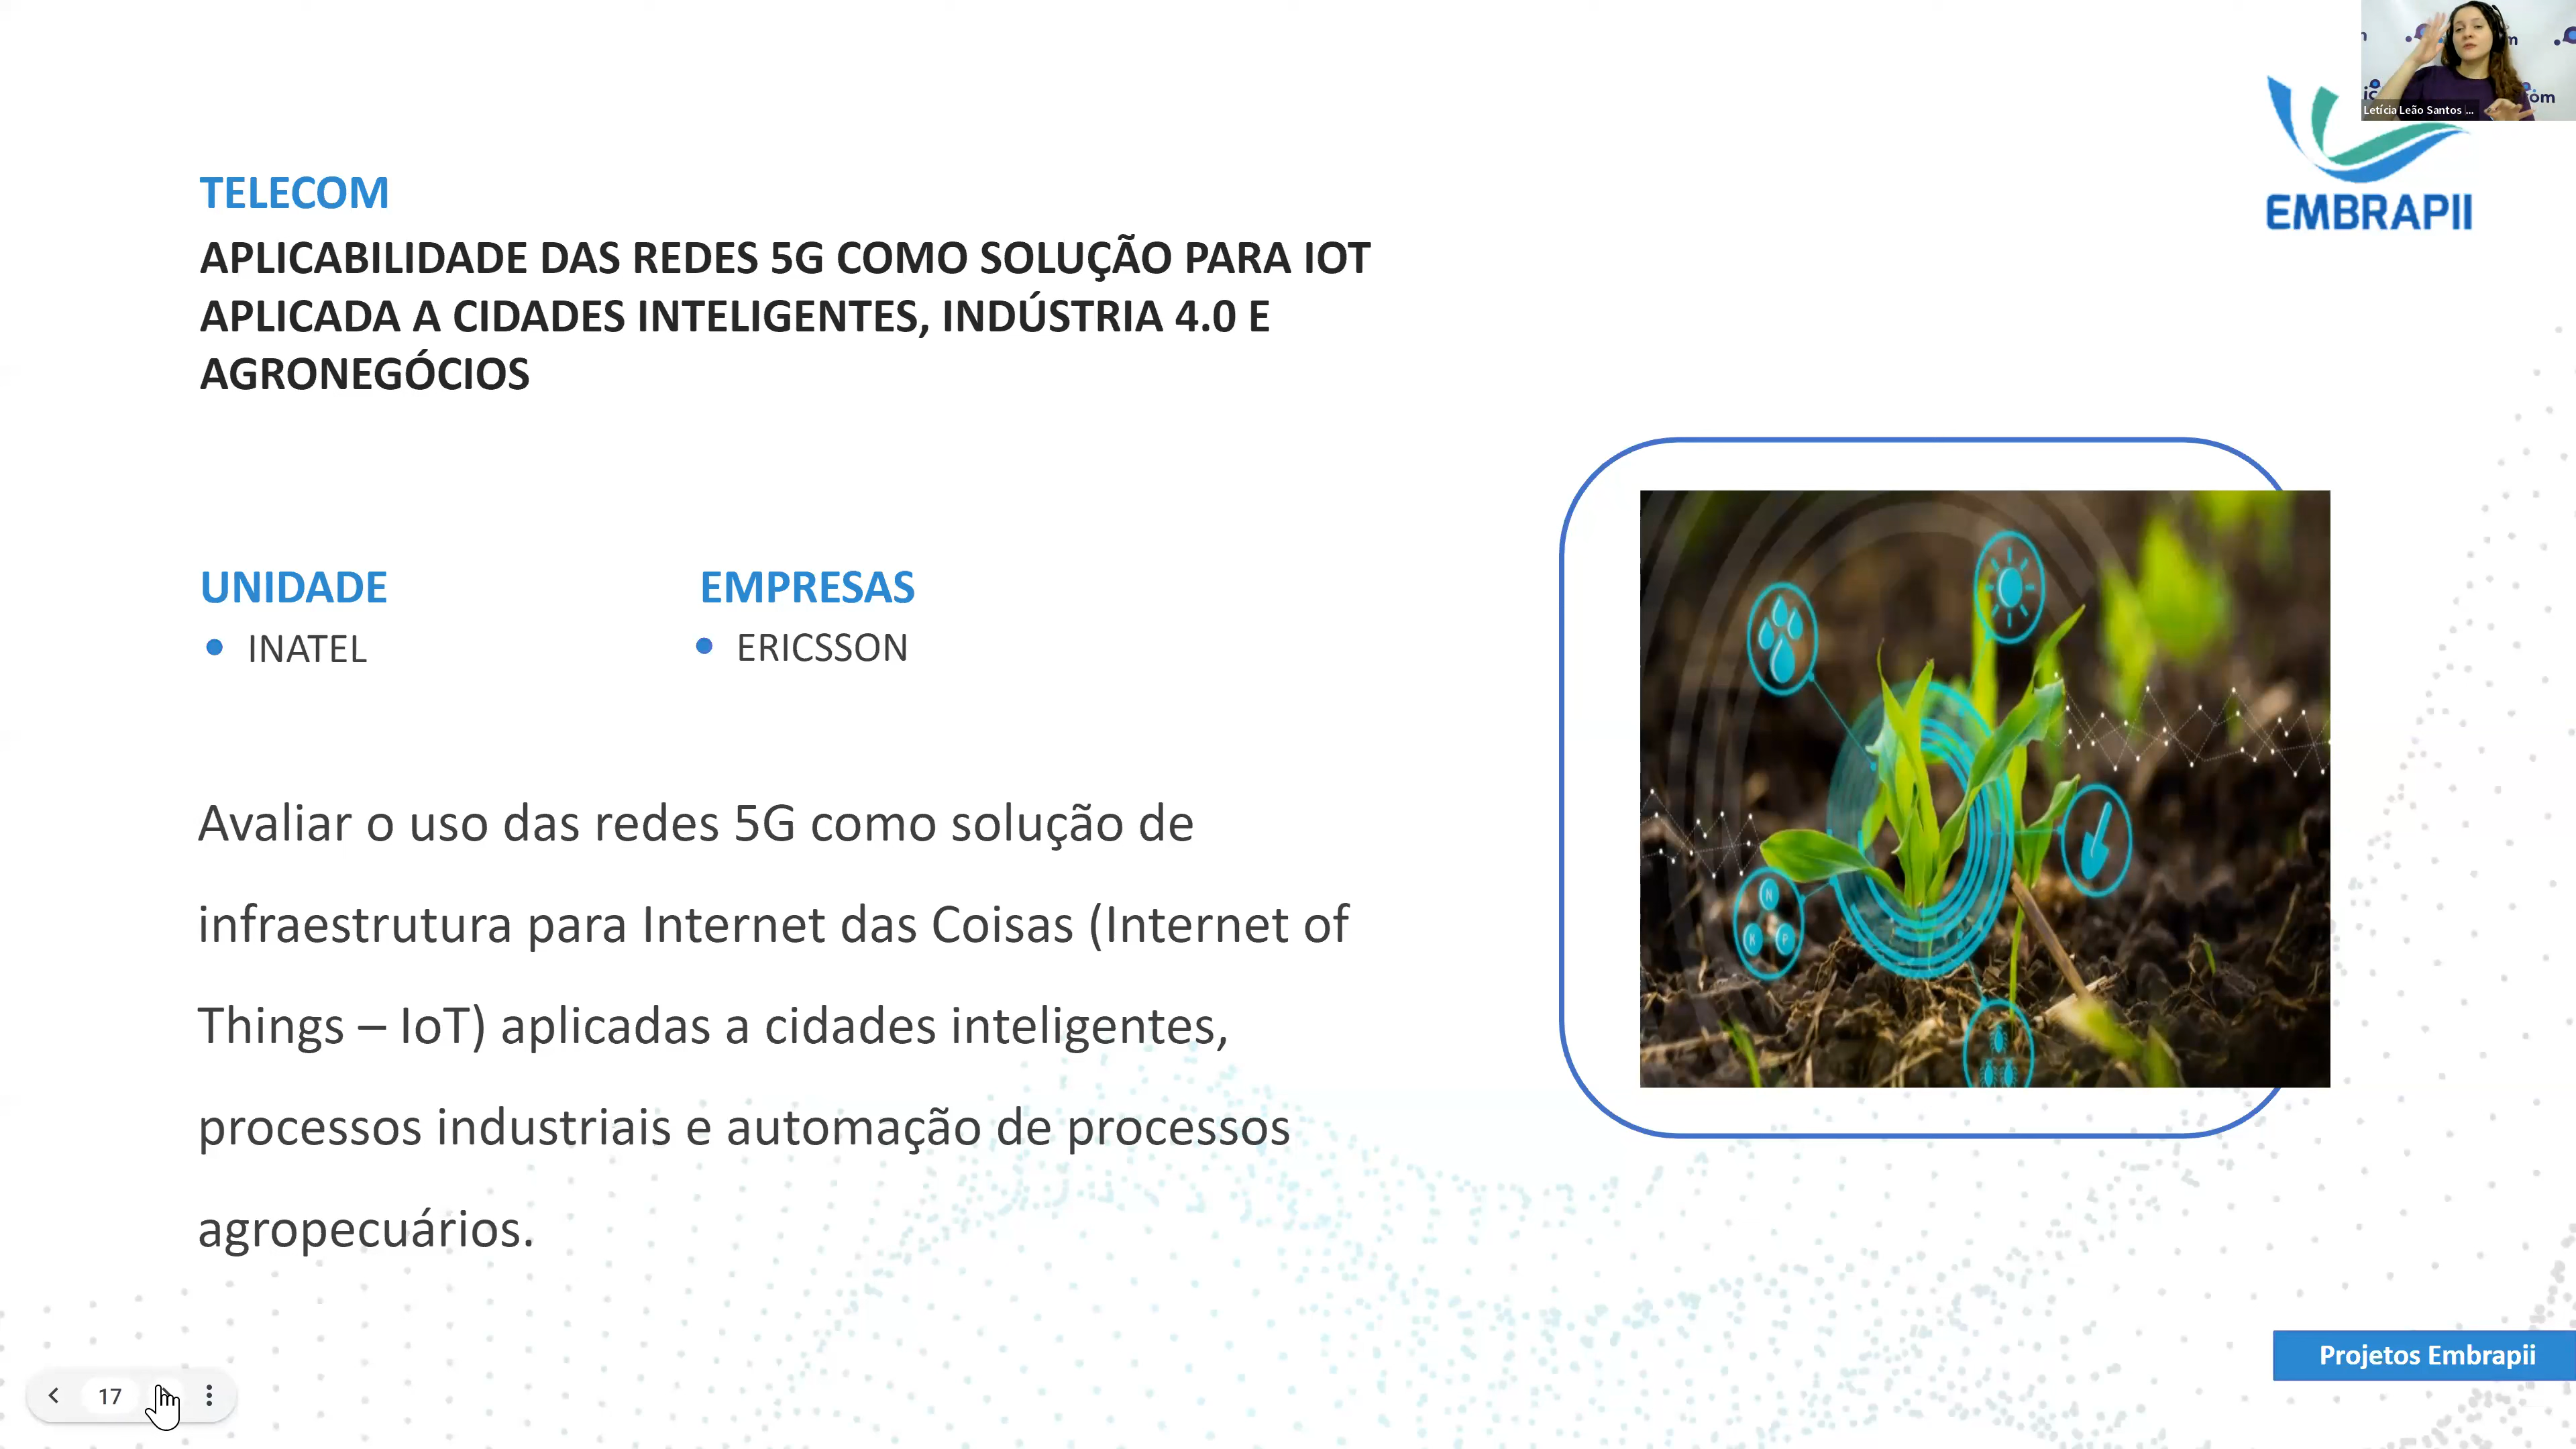 Letícia Leão Santos ...
EMBRAPII
TELECOM
APLICABILIDADE DAS REDES 5G COMO SOLUÇÃO PARA IOT
APLICADA A CIDADES INTELIGENTES, INDÚSTRIA 4.0 E
AGRONEGÓCIOS
UNIDADE
• INATEL
EMPRESAS
• ERICSSON
Avaliar o uso das redes 5G como solução de
infraestrutura para Internet das Coisas (Internet of
Things – IoT) aplicadas a cidades inteligentes,
processos industriais e automação de processos
agropecuários.
N
K P
Projetos Embrapii
17